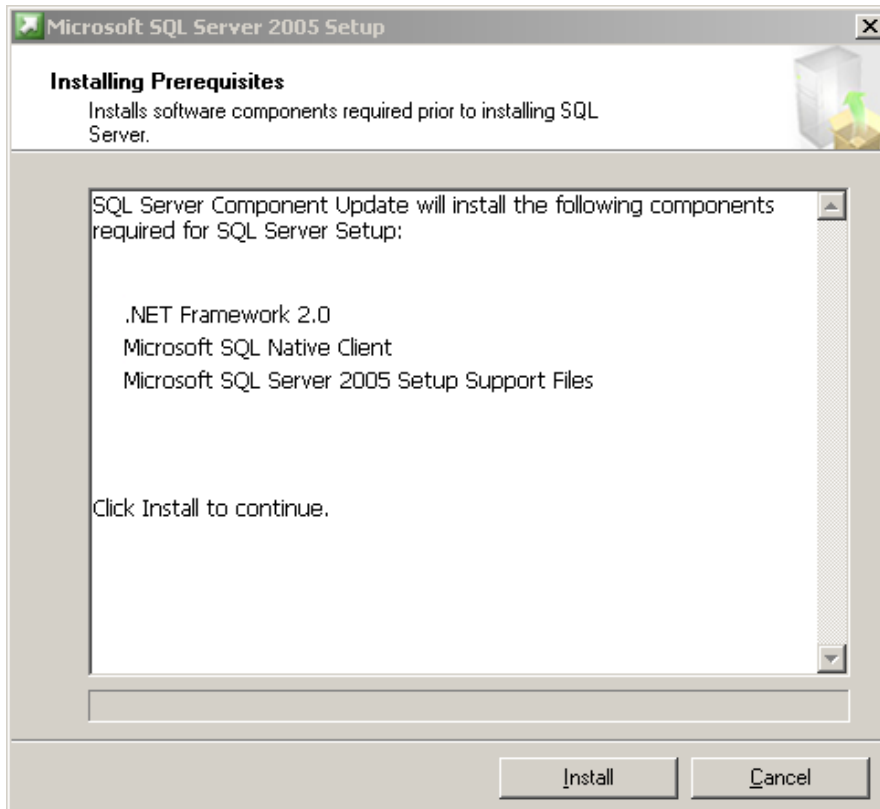 Microsoft SQL Server 2005 Setup
Installing Prerequisites
Installs software components required prior to installing SQL
Server.
SQL Server Component Update will install the following components
required for SQL Server Setup:
.NET Framework 2.0
Microsoft SQL Native Client
Microsoft SQL Server 2005 Setup Support Files
Click Install to continue.
Install
Cancel